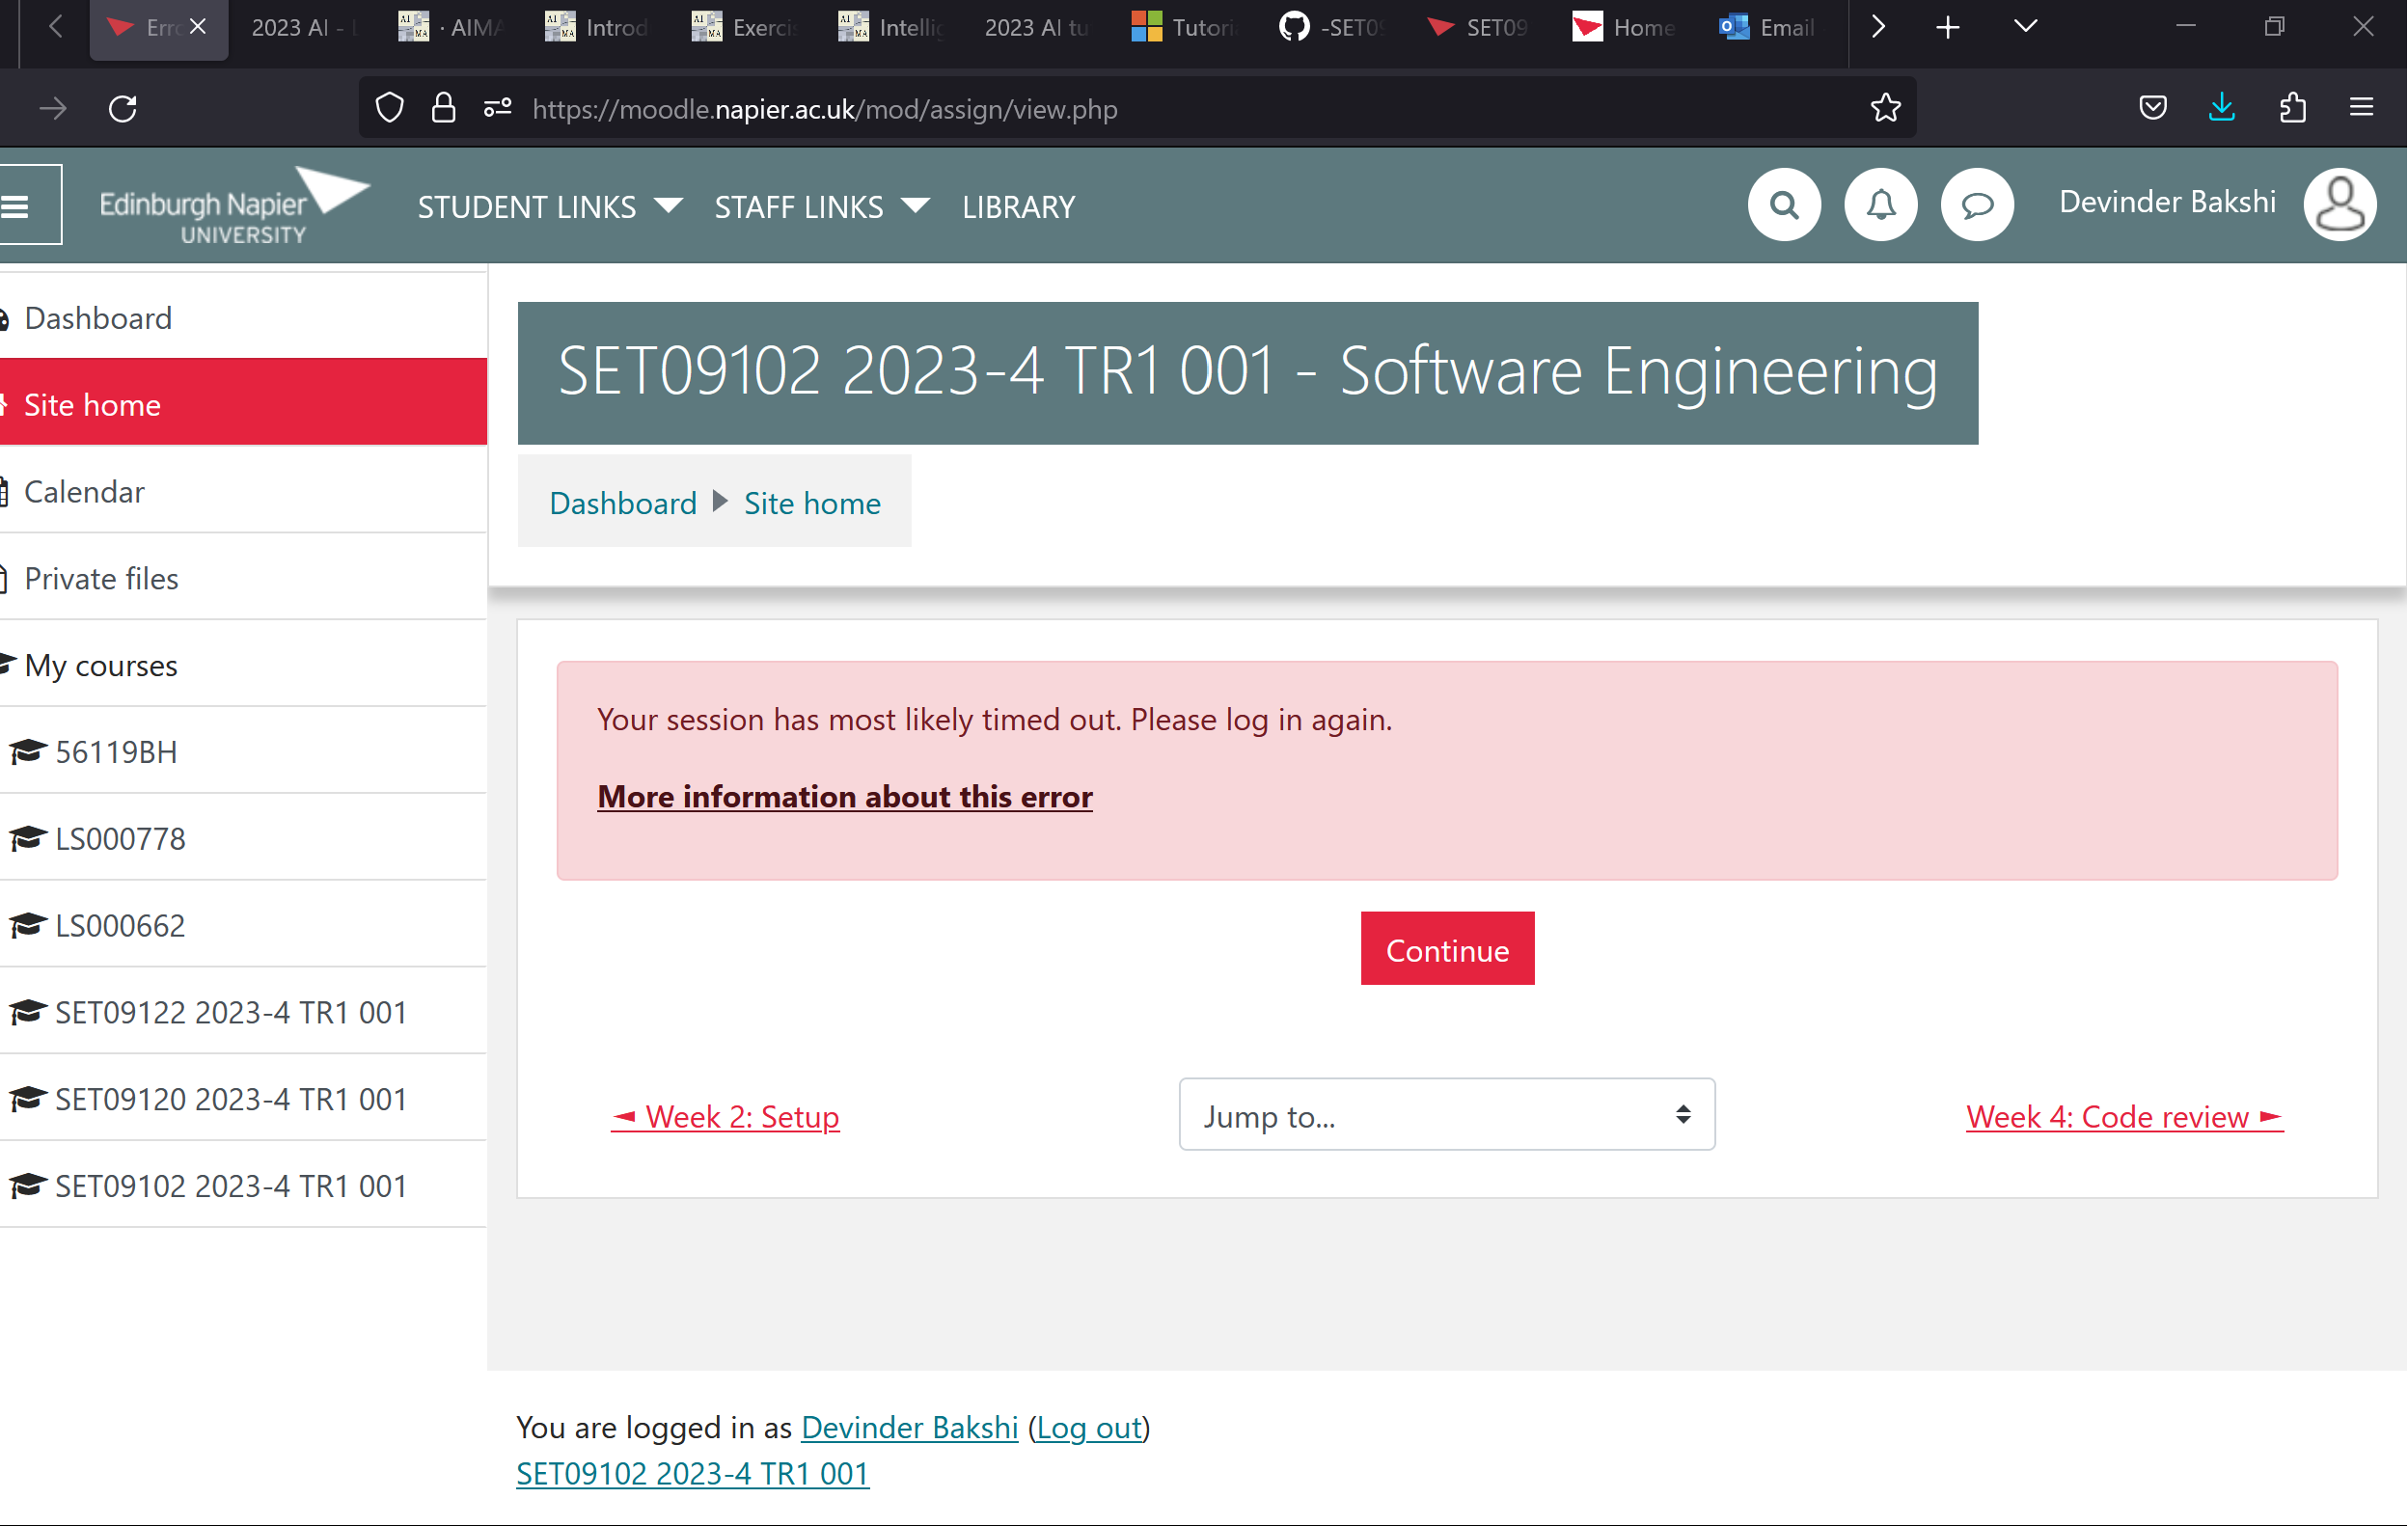 Erro
2023 AI - L
· AIMA
Introd
Exercis
Intellig
2023 AI tu
Tutori
-SET09
SET09
Home
Email
https://moodle.napier.ac.uk/mod/assign/view.php
Edinburgh Napier
UNIVERSITY
STUDENT LINKS
STAFF LINKS
LIBRARY
Devinder Bakshi
Dashboard
Site home
Calendar
Private files
My courses
56119BH
LS000778
LS000662
SET09122 2023-4 TR1 001
SET09120 2023-4 TR1 001
SET09102 2023-4 TR1 001
SET09102 2023-4 TR1 001 - Software Engineering
Dashboard
Site home
Your session has most likely timed out. Please log in again.
More information about this error
Continue
◄ Week 2: Setup
Jump to...
Week 4: Code review ►
You are logged in as Devinder Bakshi (Log out)
SET09102 2023-4 TR1 001